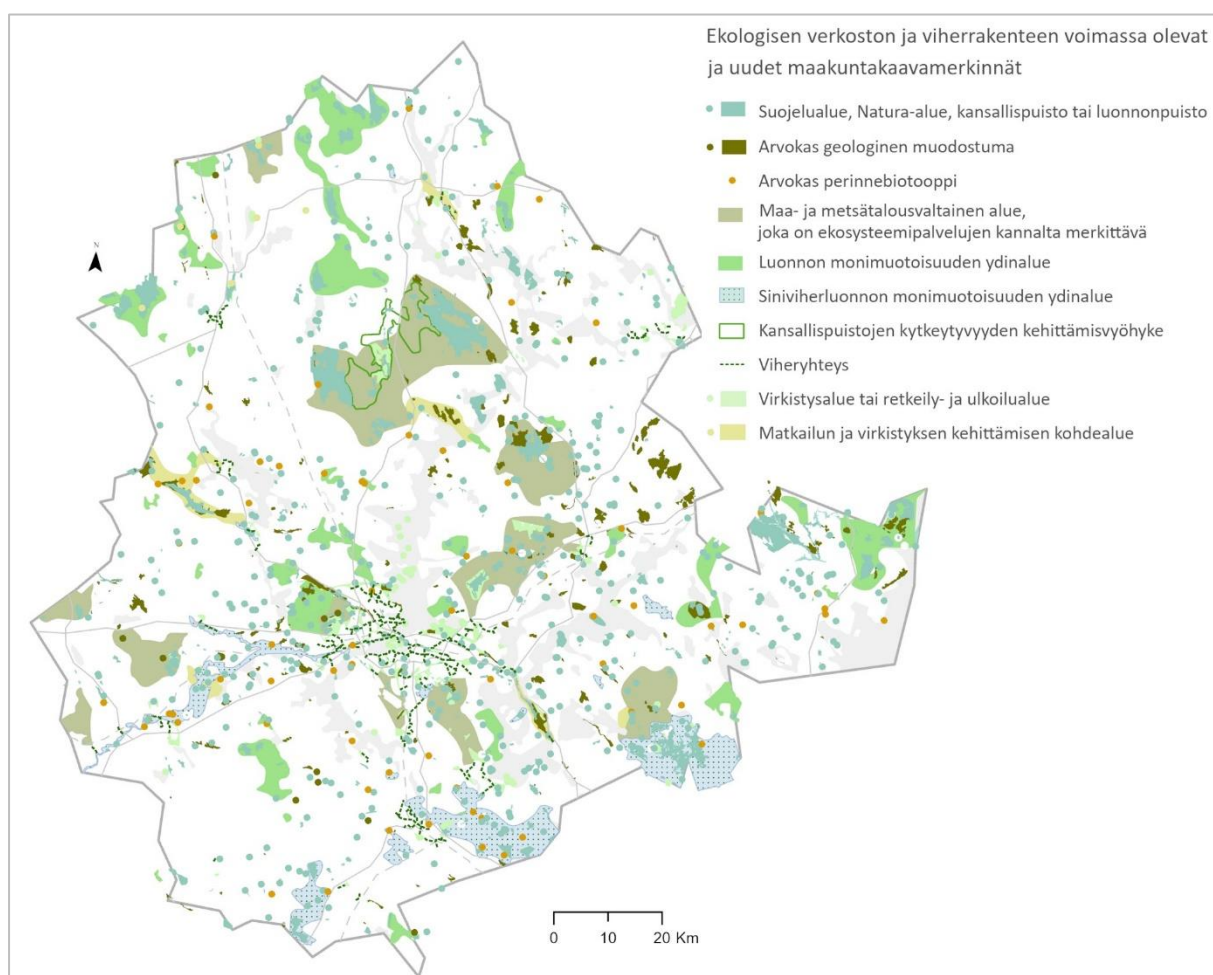 Ekologisen verkoston ja viherrakenteen voimassa olevat
ja uudet maakuntakaavamerkinnät
Suojelualue, Natura-alue, kansallispuisto tai luonnonpuisto
Arvokas geologinen muodostuma
Arvokas perinnebiotooppi
Maa- ja metsätalousvaltainen alue,
joka on ekosysteemipalvelujen kannalta merkittävä
Luonnon monimuotoisuuden ydinalue
Siniviherluonnon monimuotoisuuden ydinalue
Kansallispuistojen kytkeytyvyyden kehittämisvyöhyke
Viheryhteys
Virkistysalue tai retkeily- ja ulkoilualue
Matkailun ja virkistyksen kehittämisen kohdealue
N
0 10 20 Km